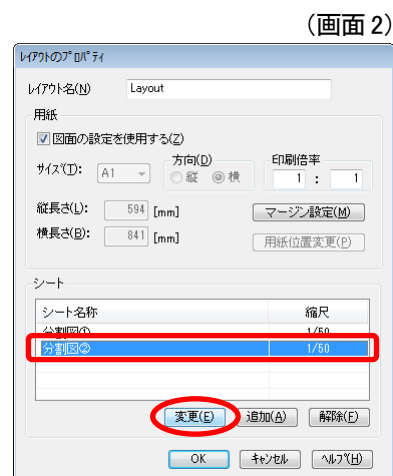 (画面 2)
レイアウトのプロパティ
レイアウト名(N) Layout
用紙
図面の設定を使用する(Z)
サイズ(T): A1 方向(D) 縦 横 印刷倍率 1 : 1
縦長さ(L): 594 [mm] マージン設定(M)
横長さ(B): 841 [mm] 用紙位置変更(P)
シート
シート名称 縮尺
分割図① 1/50
分割図② 1/50
変更(E) 追加(A) 解除(F)
OK キャンセル ヘルプ(H)